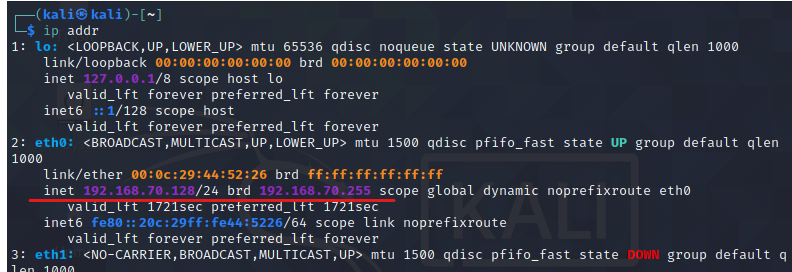 ┌──(kali㉿kali)-[~]
└─$ ip addr
1: lo: <LOOPBACK,UP,LOWER_UP> mtu 65536 qdisc noqueue state UNKNOWN group default qlen 1000
    link/loopback 00:00:00:00:00:00 brd 00:00:00:00:00:00
    inet 127.0.0.1/8 scope host lo
       valid_lft forever preferred_lft forever
    inet6 ::1/128 scope host
       valid_lft forever preferred_lft forever
2: eth0: <BROADCAST,MULTICAST,UP,LOWER_UP> mtu 1500 qdisc pfifo_fast state UP group default qlen
1000
    link/ether 00:0c:29:44:52:26 brd ff:ff:ff:ff:ff:ff
    inet 192.168.70.128/24 brd 192.168.70.255 scope global dynamic noprefixroute eth0
       valid_lft 1721sec preferred_lft 1721sec
    inet6 fe80::20c:29ff:fe44:5226/64 scope link noprefixroute
       valid_lft forever preferred_lft forever
3: eth1: <NO-CARRIER,BROADCAST,MULTICAST,UP> mtu 1500 qdisc pfifo_fast state DOWN group default q
len 1000
KALI